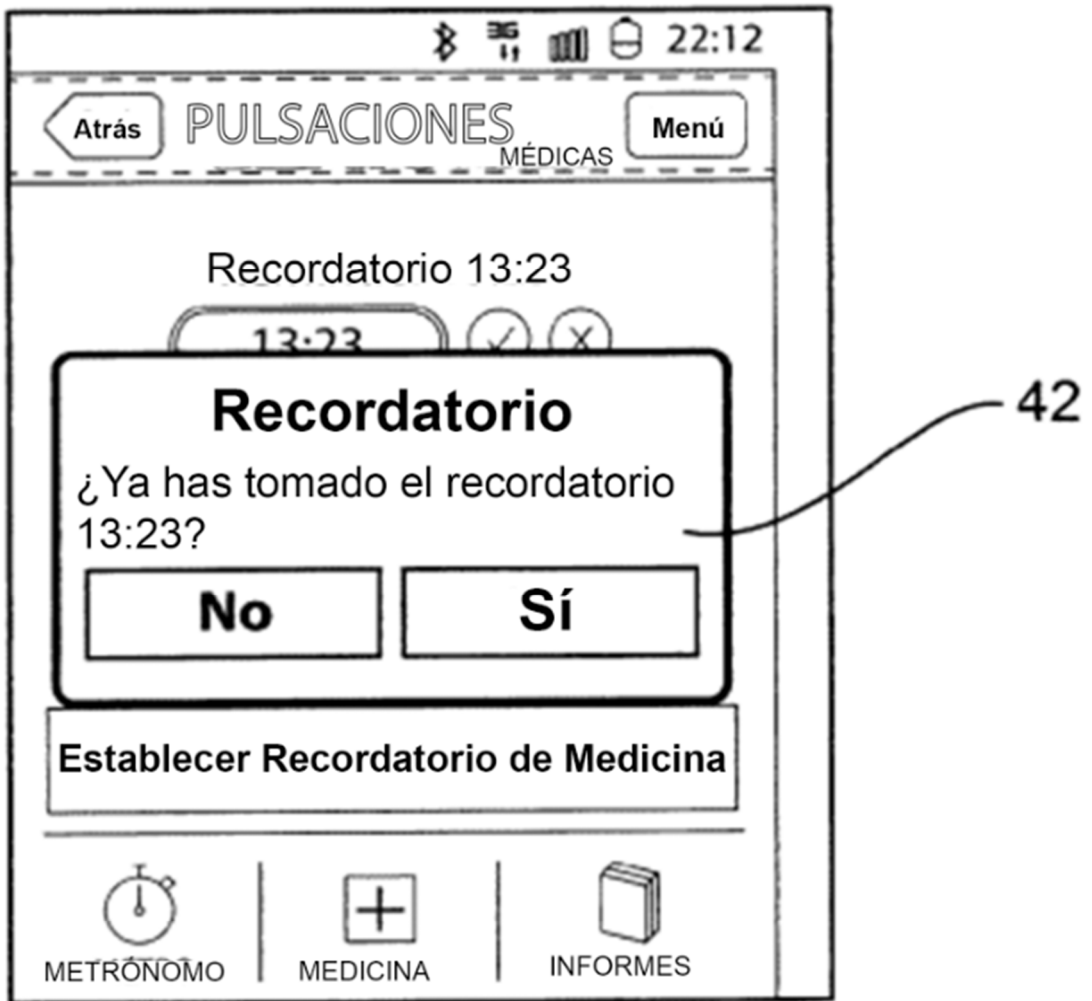 22:12
Atrás PULSACIONES MÉDICAS Menú
Recordatorio 13:23
13:23
Recordatorio
¿Ya has tomado el recordatorio
13:23?
No Sí
42
Establecer Recordatorio de Medicina
METRÓNOMO MEDICINA INFORMES